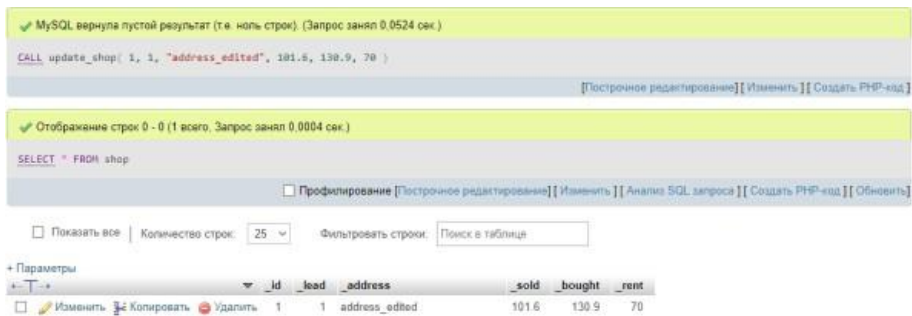 MySQL вернула пустой результат (т.е. ноль строк). (Запрос занял 0,0524 сек.)
CALL update_shop( 1, 1, "address_edited", 101.6, 130.9, 70 )
[Построчное редактирование] [ Изменить ] [ Создать PHP-код ]
Отображение строк 0 - 0 (1 всего, Запрос занял 0,0004 сек.)
SELECT * FROM shop
Профилирование [Построчное редактирование] [ Изменить ] [ Анализ SQL запроса ] [ Создать PHP-код ] [ Обновить]
Показать все | Количество строк: 25 Фильтровать строки: Поиск в таблице
+ Параметры
←T→ _id _lead _address _sold _bought _rent
Изменить Копировать Удалить 1 1 address_edited 101.6 130.9 70